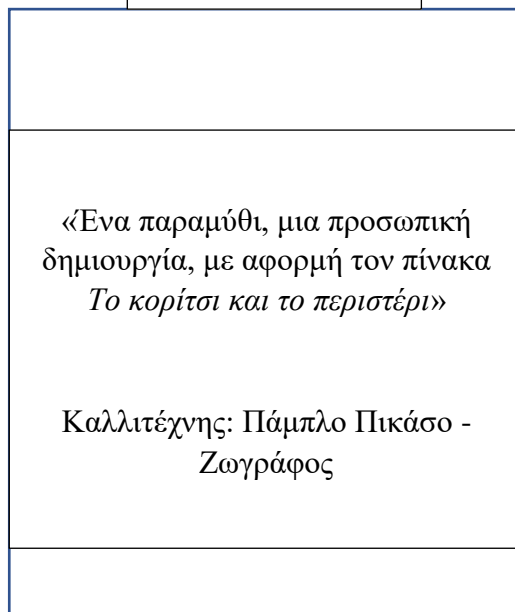 «Ένα παραμύθι, μια προσωπική
δημιουργία, με αφορμή τον πίνακα
Το κορίτσι και το περιστέρι»
Καλλιτέχνης: Πάμπλο Πικάσο -
Ζωγράφος